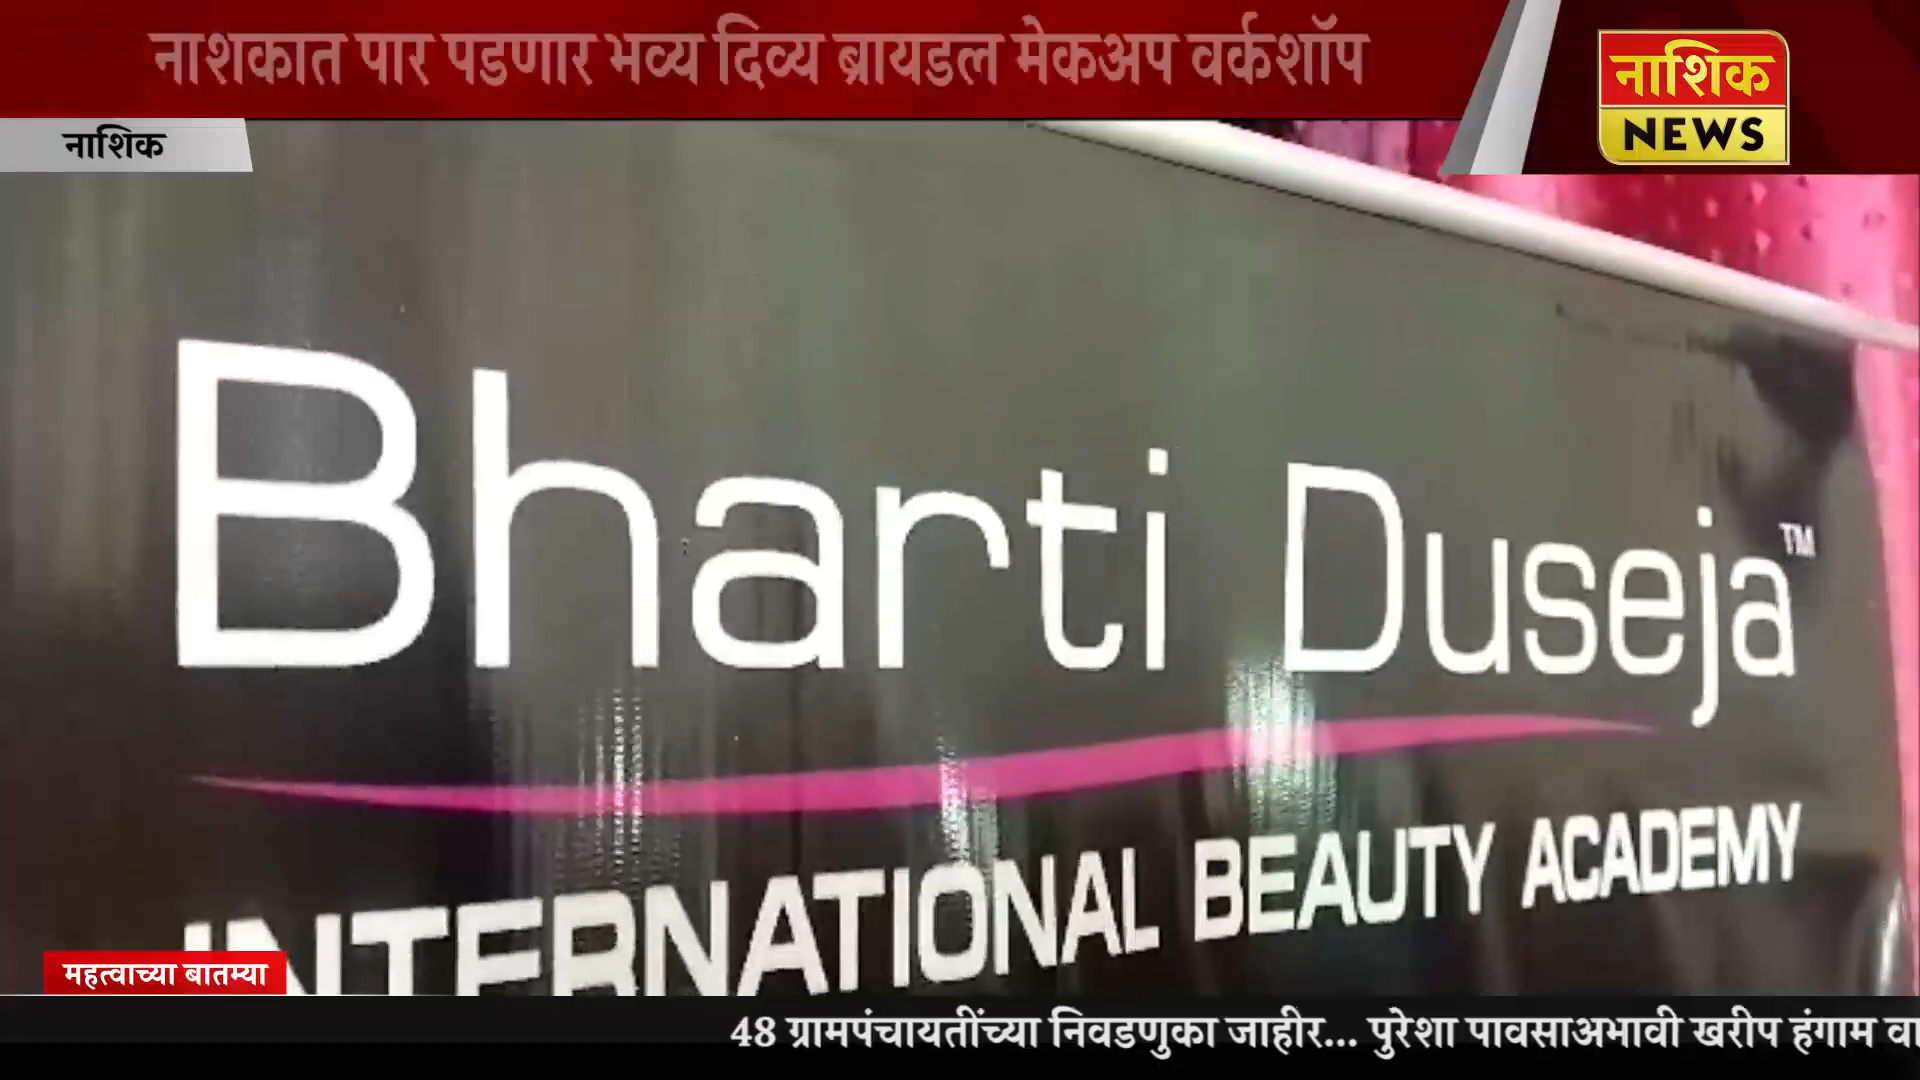 नाशकात पार पडणार भव्य दिव्य ब्रायडल मेकअप वर्कशॉप
नाशिक
NEWS
नाशिक
Bharti Duseja™
INTERNATIONAL BEAUTY ACADEMY
महत्वाच्या बातम्या
48 ग्रामपंचायतींच्या निवडणुका जाहीर... पुरेशा पावसाअभावी खरीप हंगाम